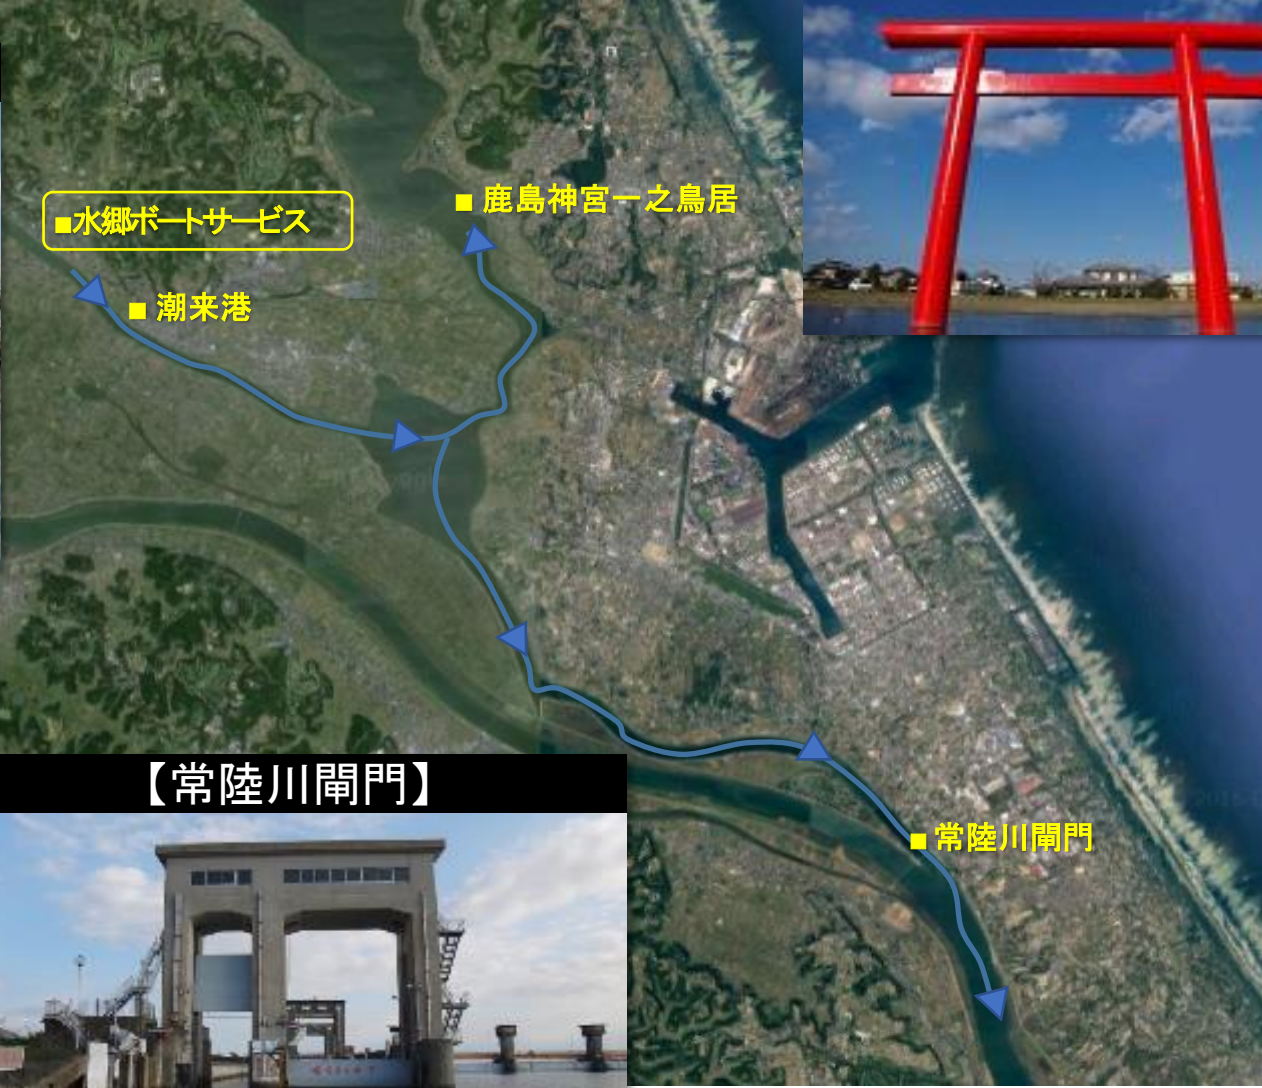 ■鹿島神宮一之鳥居
■水郷ボートサービス
■潮来港
【常陸川閘門】
■常陸川閘門